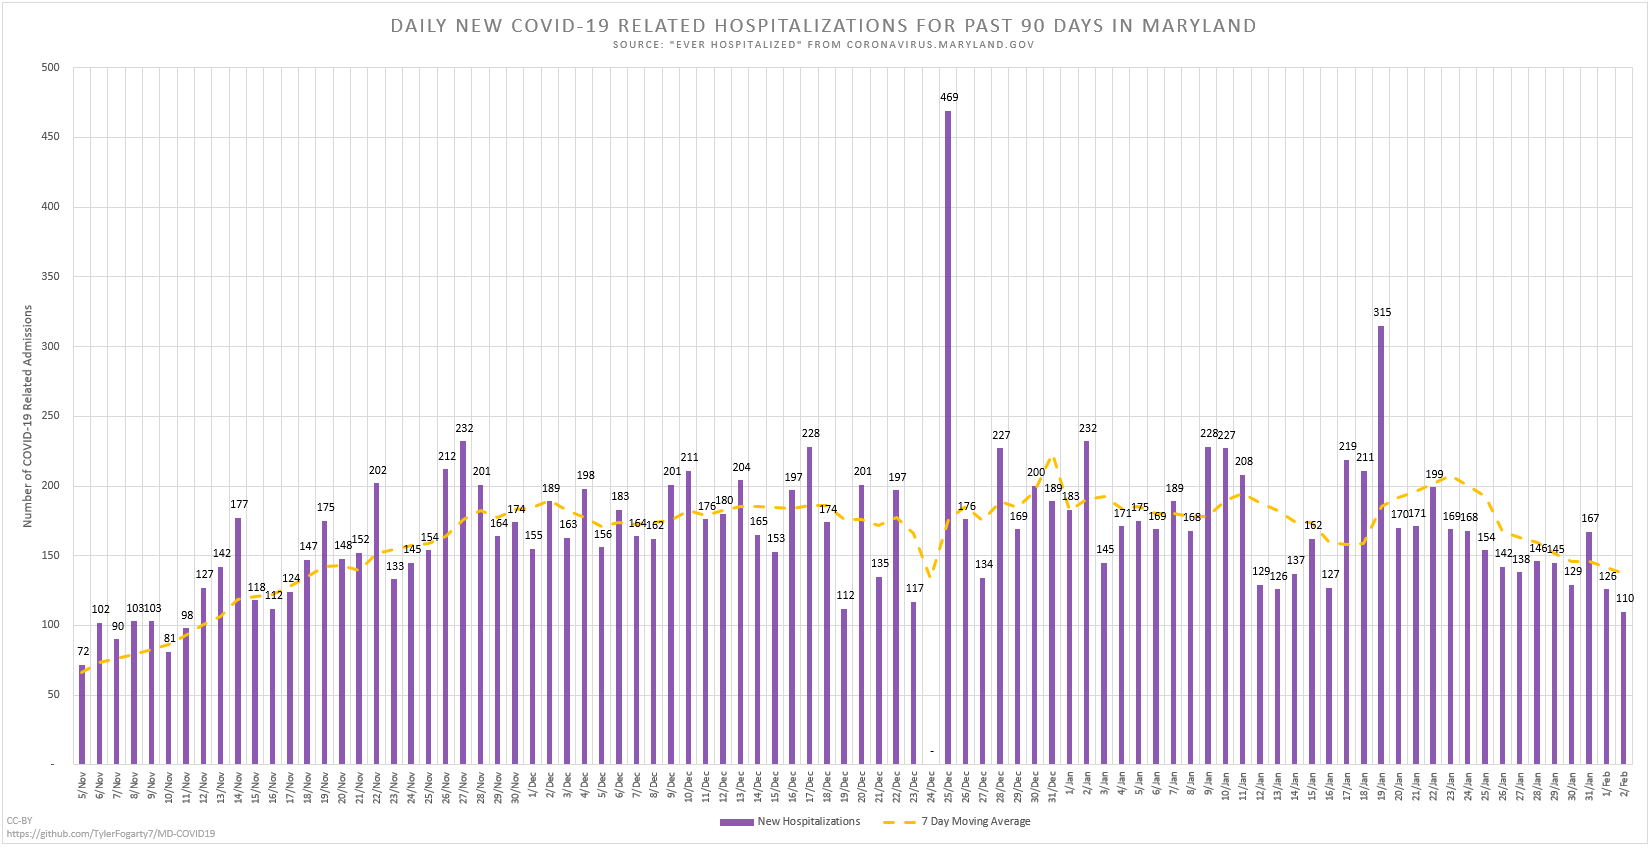 DAILY NEW COVID-19 RELATED HOSPITALIZATIONS FOR PAST 90 DAYS IN MARYLAND
SOURCE: "EVER HOSPITALIZED" FROM CORONAVIRUS.MARYLAND.GOV
Number of COVID-19 Related Admissions
500
450
400
350
300
250
200
150
100
50
-
72
102
90
103
103
81
98
127
142
177
118
112
124
147
175
148
152
202
133
145
154
212
232
201
164
174
155
189
163
198
156
183
164
162
201
211
176
180
204
165
153
197
228
174
112
201
135
197
117
-
469
176
134
227
169
200
189
183
232
145
171
175
169
189
168
228
227
208
129
126
137
162
127
219
211
315
170
171
199
169
168
154
142
138
146
145
129
167
126
110
5/Nov
6/Nov
7/Nov
8/Nov
9/Nov
10/Nov
11/Nov
12/Nov
13/Nov
14/Nov
15/Nov
16/Nov
17/Nov
18/Nov
19/Nov
20/Nov
21/Nov
22/Nov
23/Nov
24/Nov
25/Nov
26/Nov
27/Nov
28/Nov
29/Nov
30/Nov
1/Dec
2/Dec
3/Dec
4/Dec
5/Dec
6/Dec
7/Dec
8/Dec
9/Dec
10/Dec
11/Dec
12/Dec
13/Dec
14/Dec
15/Dec
16/Dec
17/Dec
18/Dec
19/Dec
20/Dec
21/Dec
22/Dec
23/Dec
24/Dec
25/Dec
26/Dec
27/Dec
28/Dec
29/Dec
30/Dec
31/Dec
1/Jan
2/Jan
3/Jan
4/Jan
5/Jan
6/Jan
7/Jan
8/Jan
9/Jan
10/Jan
11/Jan
12/Jan
13/Jan
14/Jan
15/Jan
16/Jan
17/Jan
18/Jan
19/Jan
20/Jan
21/Jan
22/Jan
23/Jan
24/Jan
25/Jan
26/Jan
27/Jan
28/Jan
29/Jan
30/Jan
31/Jan
1/Feb
2/Feb
New Hospitalizations
7 Day Moving Average
CC-BY
https://github.com/TylerFogarty7/MD-COVID19